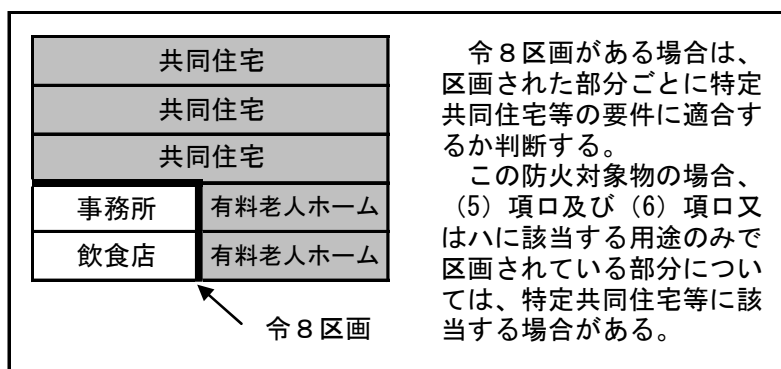 共同住宅
共同住宅
共同住宅
事務所
有料老人ホーム
飲食店
有料老人ホーム
令８区画
令８区画がある場合は、
区画された部分ごとに特定
共同住宅等の要件に適合す
るか判断する。
この防火対象物の場合、
（5）項ロ及び（6）項ロ又
はハに該当する用途のみで
区画されている部分につい
ては、特定共同住宅等に該
当する場合がある。